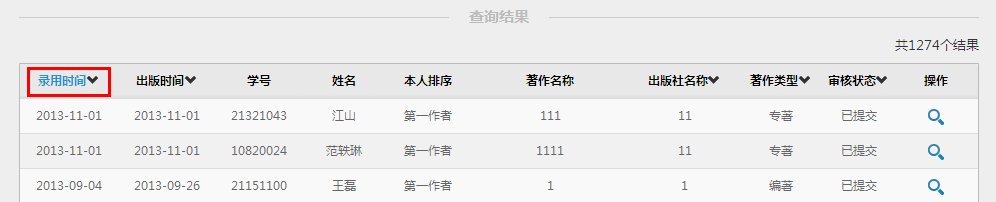 查询结果
共1274个结果
录用时间 出版时间 学号 姓名 本人排序 著作名称 出版社名称 著作类型 审核状态 操作
2013-11-01 2013-11-01 21321043 江山 第一作者 111 11 专著 已提交
2013-11-01 2013-11-01 10820024 范轶琳 第一作者 1111 11 专著 已提交
2013-09-04 2013-09-26 21151100 王磊 第一作者 1 1 编著 已提交